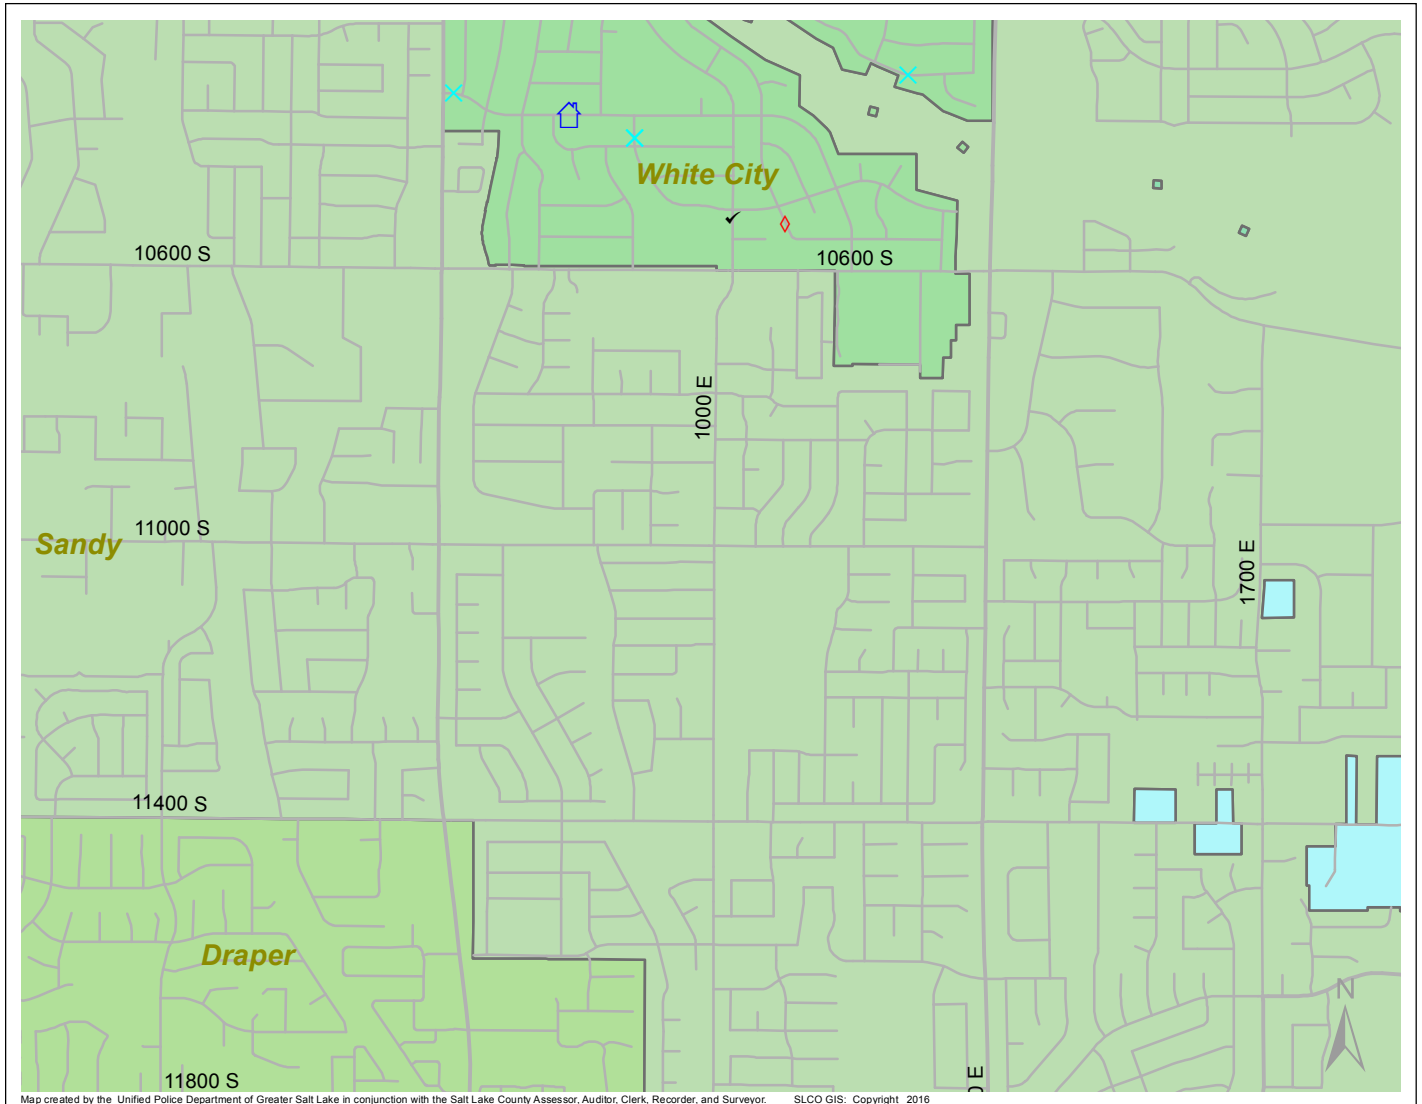 White City
10600 S
10600 S
1000 E
Sandy
11000 S
1700 E
11400 S
Draper
N
11800 S
0 E
Map created by the Unified Police Department of Greater Salt Lake in conjunction with the Salt Lake County Assessor, Auditor, Clerk, Recorder, and Surveyor. SLCO GIS: Copyright 2016